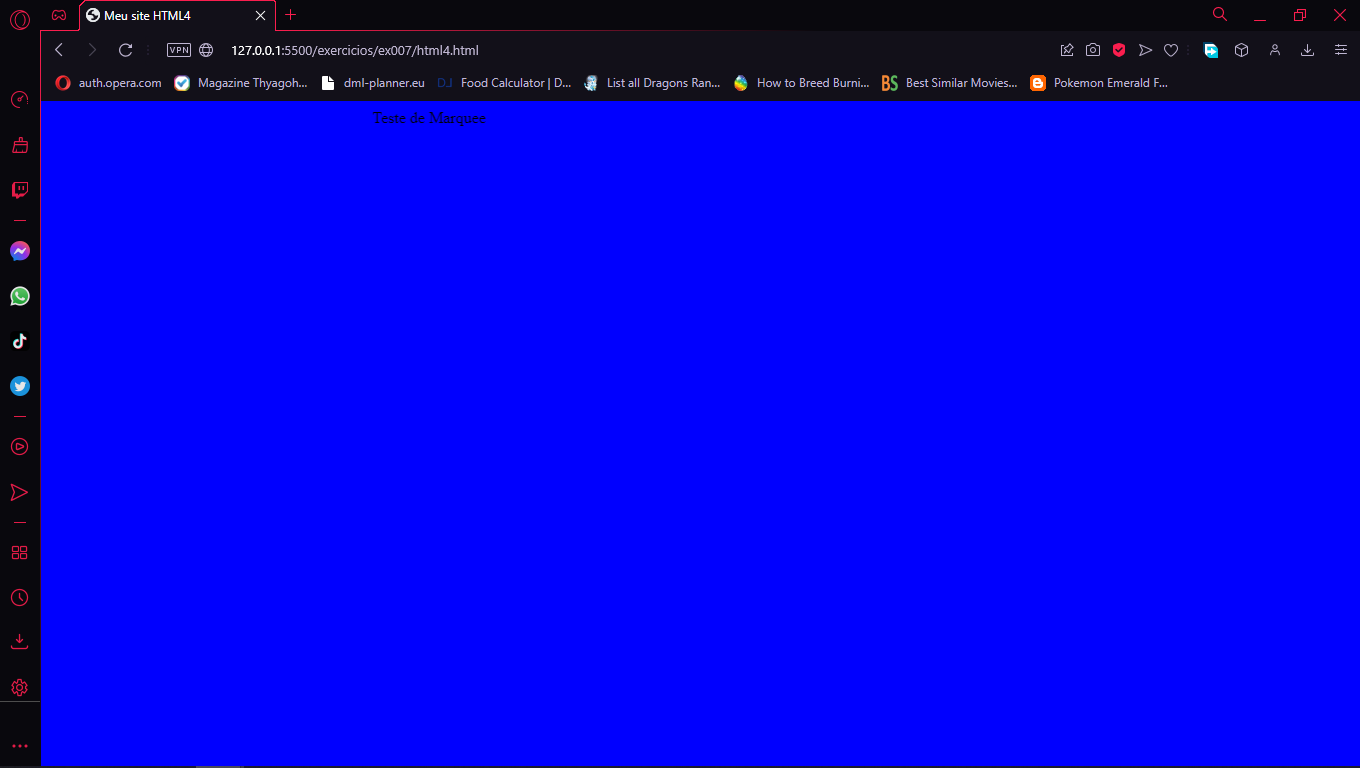 Meu site HTML4
VPN 127.0.0.1:5500/exercicios/ex007/html4.html
auth.opera.com Magazine Thyagoh... dml-planner.eu D.I Food Calculator | D... List all Dragons Ran... How to Breed Burni... BS Best Similar Movies... Pokemon Emerald F...
Teste de Marquee